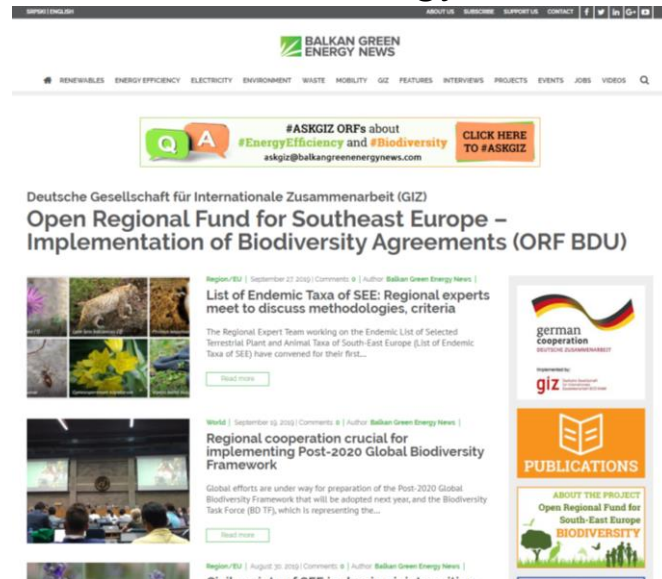 SRPSKI | ENGLISH
ABOUT US SUBSCRIBE SUPPORT US CONTACT
BALKAN GREEN
ENERGY NEWS
RENEWABLES ENERGY EFFICIENCY ELECTRICITY ENVIRONMENT WASTE MOBILITY GIZ FEATURES INTERVIEWS PROJECTS EVENTS JOBS VIDEOS
Q A
#ASKGIZ ORFs about
#EnergyEfficiency and #Biodiversity
askgiz@balkangreenenergynews.com
CLICK HERE
TO #ASKGIZ
Deutsche Gesellschaft für Internationale Zusammenarbeit (GIZ)
Open Regional Fund for Southeast Europe –
Implementation of Biodiversity Agreements (ORF BDU)
Region/EU | September 27, 2019 | Comments 0 | Author Balkan Green Energy News |
List of Endemic Taxa of SEE: Regional experts
meet to discuss methodologies, criteria
The Regional Expert Team working on the Endemic List of Selected
Terrestrial Plant and Animal Taxa of South-East Europe (List of Endemic
Taxa of SEE) have convened for their first...
Read more
World | September 19, 2019 | Comments 0 | Author Balkan Green Energy News |
Regional cooperation crucial for
implementing Post-2020 Global Biodiversity
Framework
Global efforts are under way for preparation of the Post-2020 Global
Biodiversity Framework that will be adopted next year, and the Biodiversity
Task Force (BD TF), which is representing the...
Read more
Region/EU | August 30, 2019 | Comments 0 | Author Balkan Green Energy News |
german
cooperation
DEUTSCHE ZUSAMMENARBEIT
Implemented by:
giz Deutsche Gesellschaft
für Internationale
Zusammenarbeit (GIZ) GmbH
PUBLICATIONS
ABOUT THE PROJECT
Open Regional Fund for
South-East Europe
BIODIVERSITY